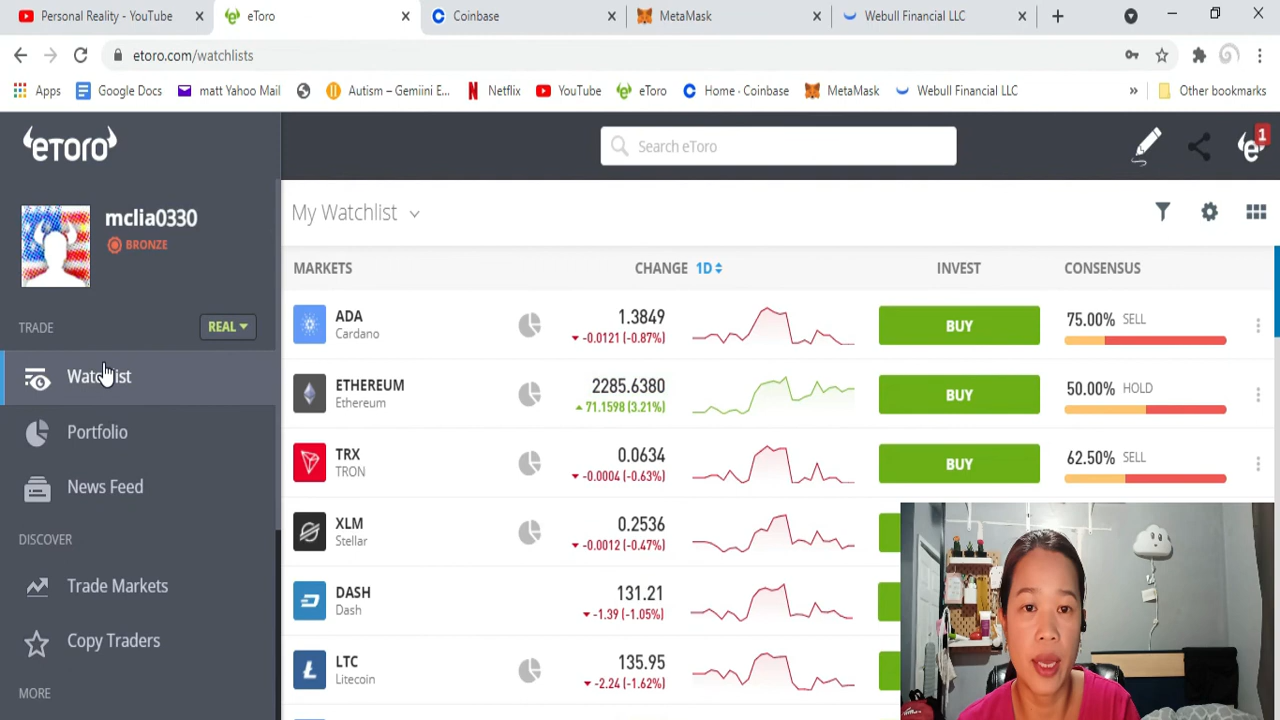 Personal Reality - YouTube
eToro
Coinbase
MetaMask
Webull Financial LLC
etoro.com/watchlists
Apps
Google Docs
matt Yahoo Mail
Autism – Gemiini E...
Netflix
YouTube
eToro
Home · Coinbase
MetaMask
Webull Financial LLC
»
Other bookmarks
eToro
Search eToro
1
mclia0330
BRONZE
TRADE
REAL
Watchlist
Portfolio
News Feed
DISCOVER
Trade Markets
Copy Traders
MORE
My Watchlist
MARKETS CHANGE 1D INVEST CONSENSUS
ADA 1.3849 BUY 75.00% SELL
Cardano -0.0121 (-0.87%)
ETHEREUM 2285.6380 BUY 50.00% HOLD
Ethereum 71.1598 (3.21%)
TRX 0.0634 BUY 62.50% SELL
TRON -0.0004 (-0.63%)
XLM 0.2536
Stellar -0.0012 (-0.47%)
DASH 131.21
Dash -1.39 (-1.05%)
LTC 135.95
Litecoin -2.24 (-1.62%)